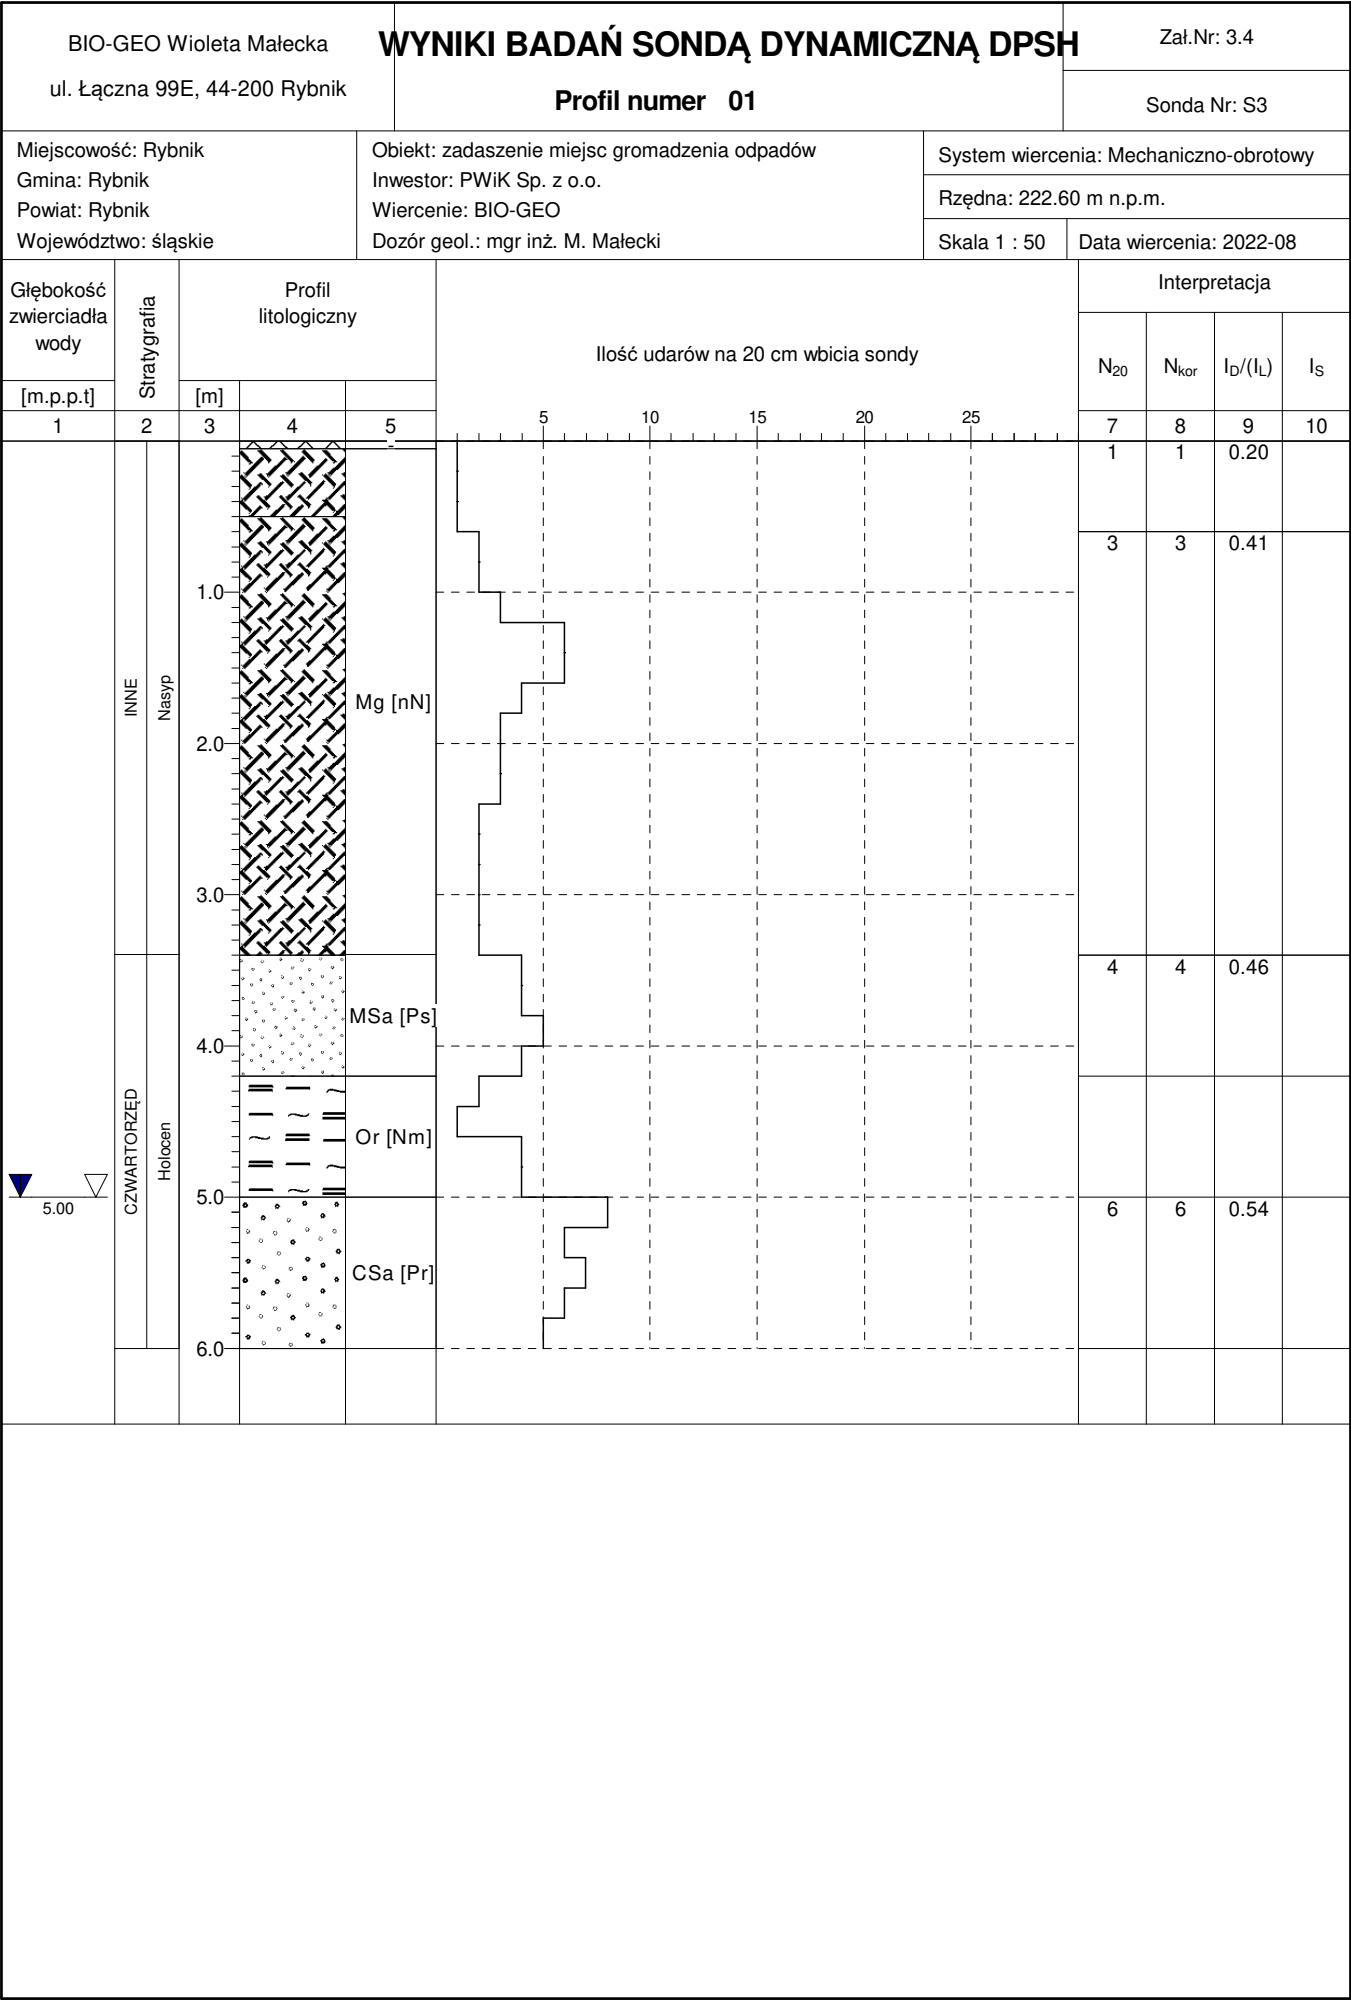 BIO-GEO Wioleta Małecka
ul. Łączna 99E, 44-200 Rybnik
WYNIKI BADAŃ SONDĄ DYNAMICZNĄ DPSH
Profil numer 01
Zał.Nr: 3.4
Sonda Nr: S3
Miejscowość: Rybnik
Gmina: Rybnik
Powiat: Rybnik
Województwo: śląskie
Obiekt: zadaszenie miejsc gromadzenia odpadów
Inwestor: PWiK Sp. z o.o.
Wiercenie: BIO-GEO
Dozór geol.: mgr inż. M. Małecki
System wiercenia: Mechaniczno-obrotowy
Rzędna: 222.60 m n.p.m.
Skala 1 : 50
Data wiercenia: 2022-08
Głębokość
zwierciadła
wody
[m.p.p.t]
Stratygrafia
Profil
litologiczny
[m]
Ilość udarów na 20 cm wbicia sondy
Interpretacja
N20
Nkor
ID/(IL)
IS
1 2 3 4 5
5 10 15 20 25
7 8 9 10
-
1 1 0.20
3 3 0.41
1.0
INNE
Nasyp
Mg [nN]
2.0
3.0
4 4 0.46
MSa [Ps]
4.0
CZWARTORZĘD
Holocen
Or [Nm]
5.0
5.00
6 6 0.54
CSa [Pr]
6.0